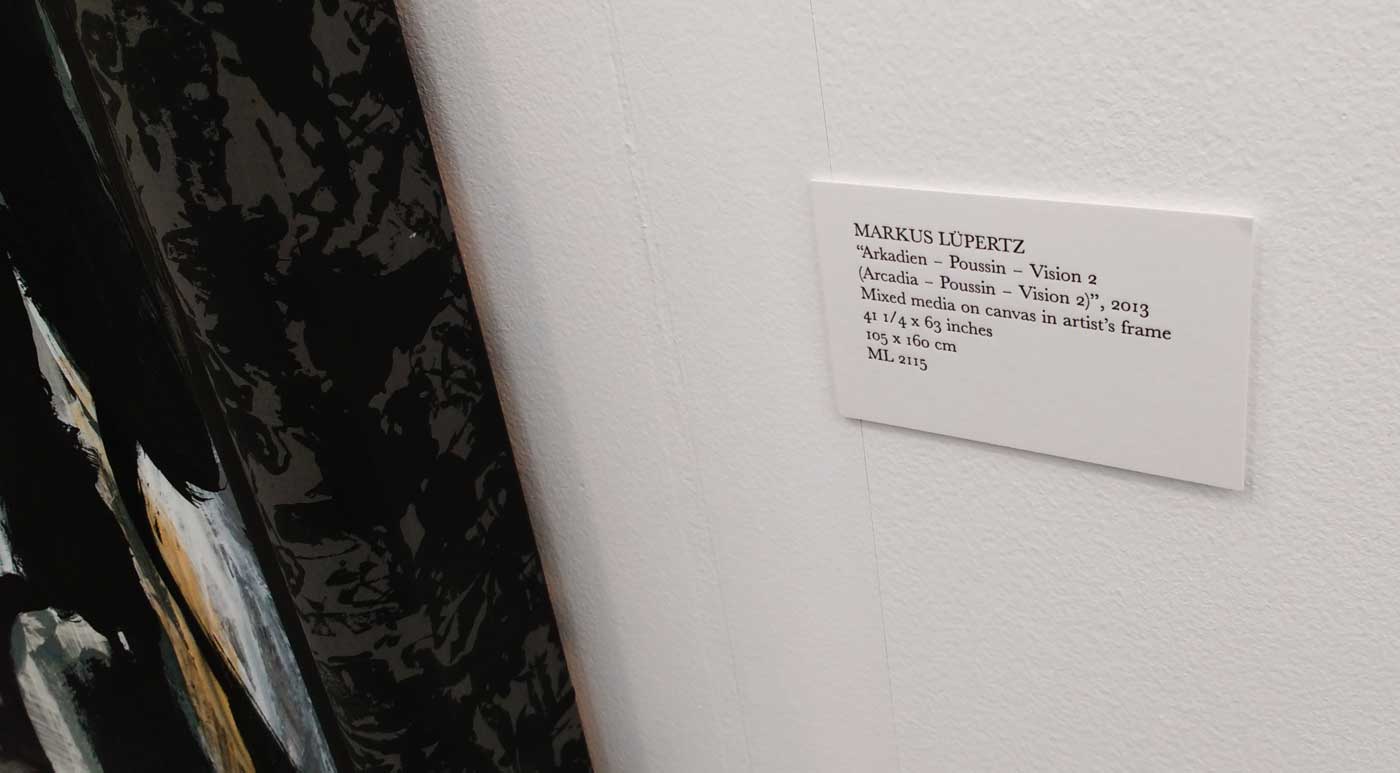 MARKUS LÜPERTZ
“Arkadien – Poussin – Vision 2
(Arcadia – Poussin – Vision 2)”, 2013
Mixed media on canvas in artist’s frame
41 1/4 x 63 inches
105 x 160 cm
ML 2115